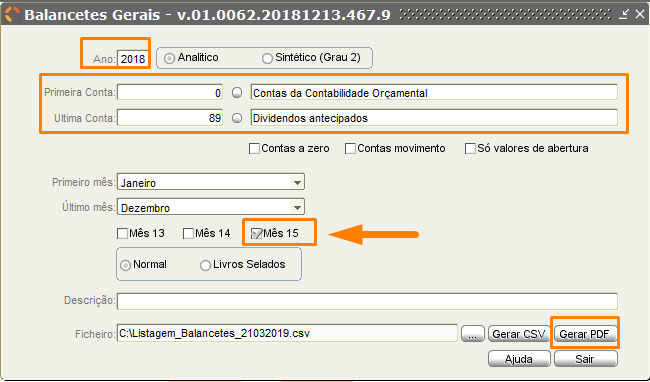 Balancetes Gerais - v.01.0062.20181213.467.9
Ano: 2018 Analitico Sintético (Grau 2)
Primeira Conta: 0 Contas da Contabilidade Orçamental
Ultima Conta: 89 Dividendos antecipados
Contas a zero Contas movimento Só valores de abertura
Primeiro mês: Janeiro
Último mês: Dezembro
Mês 13 Mês 14 Mês 15
Normal Livros Selados
Descrição:
Ficheiro: C:\Listagem_Balancetes_21032019.csv ... Gerar CSV Gerar PDF
Ajuda Sair